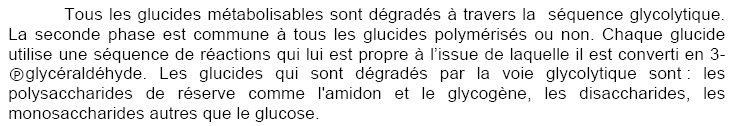 Tous les glucides métabolisables sont dégradés à travers la séquence glycolytique.
La seconde phase est commune à tous les glucides polymérisés ou non. Chaque glucide
utilise une séquence de réactions qui lui est propre à l'issue de laquelle il est converti en 3-
Ⓟglycéraldéhyde. Les glucides qui sont dégradés par la voie glycolytique sont : les
polysaccharides de réserve comme l'amidon et le glycogène, les disaccharides, les
monosaccharides autres que le glucose.